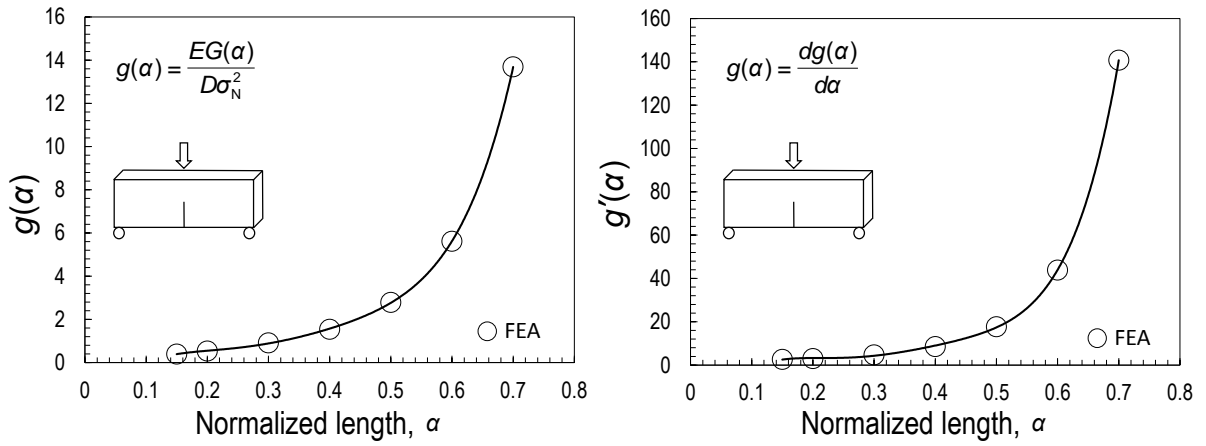 16
14
12
10
8
6
4
2
0
g(α)
g(α) = EG(α) / Dσ_N^2
FEA
0 0.1 0.2 0.3 0.4 0.5 0.6 0.7 0.8
Normalized length, α
160
140
120
100
80
60
40
20
0
g′(α)
g(α) = dg(α) / dα
FEA
0 0.1 0.2 0.3 0.4 0.5 0.6 0.7 0.8
Normalized length, α